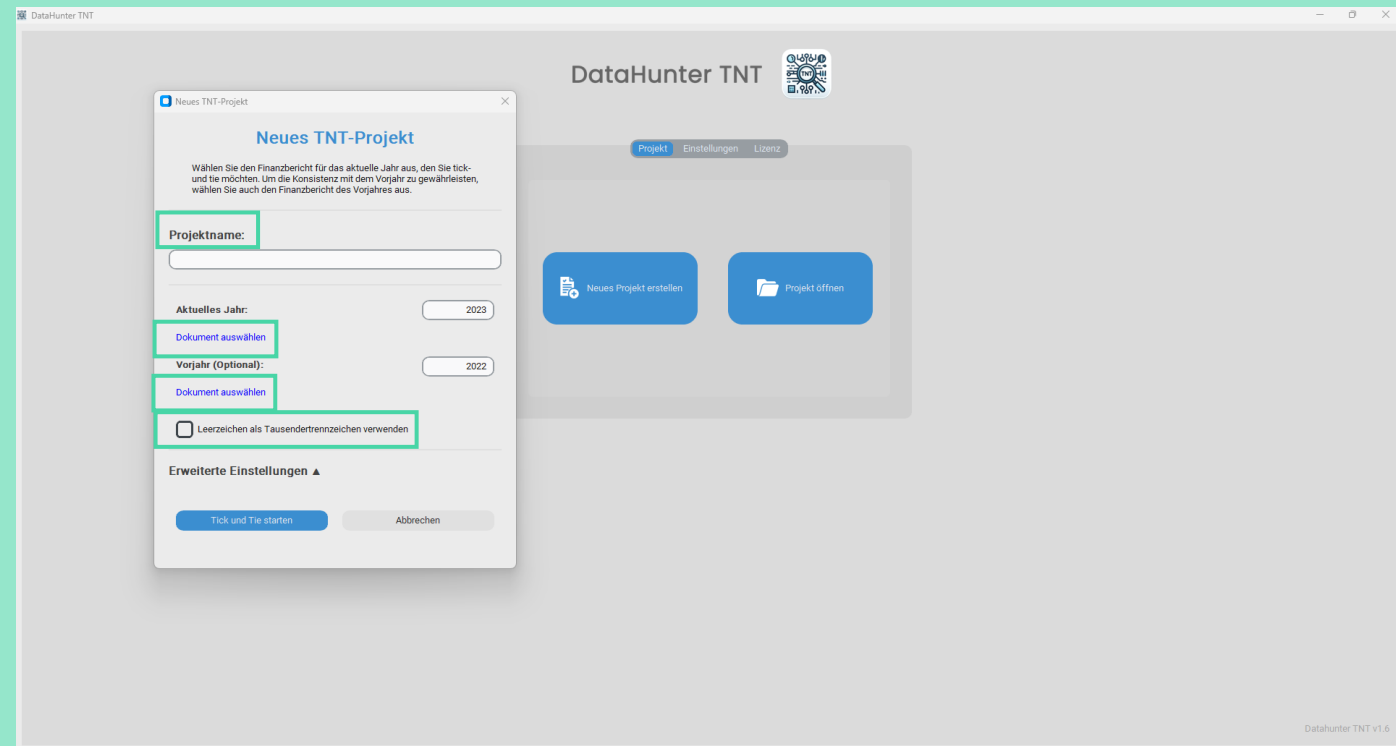 DataHunter TNT
DataHunter TNT
TNT
Neues TNT-Projekt
Neues TNT-Projekt
Wählen Sie den Finanzbericht für das aktuelle Jahr aus, den Sie tick-
und tie möchten. Um die Konsistenz mit dem Vorjahr zu gewährleisten,
wählen Sie auch den Finanzbericht des Vorjahres aus.
Projektname:
Aktuelles Jahr: 2023
Dokument auswählen
Vorjahr (Optional): 2022
Dokument auswählen
Leerzeichen als Tausendertrennzeichen verwenden
Erweiterte Einstellungen ▲
Tick und Tie starten Abbrechen
Projekt Einstellungen Lizenz
Neues Projekt erstellen Projekt öffnen
Datahunter TNT v1.6